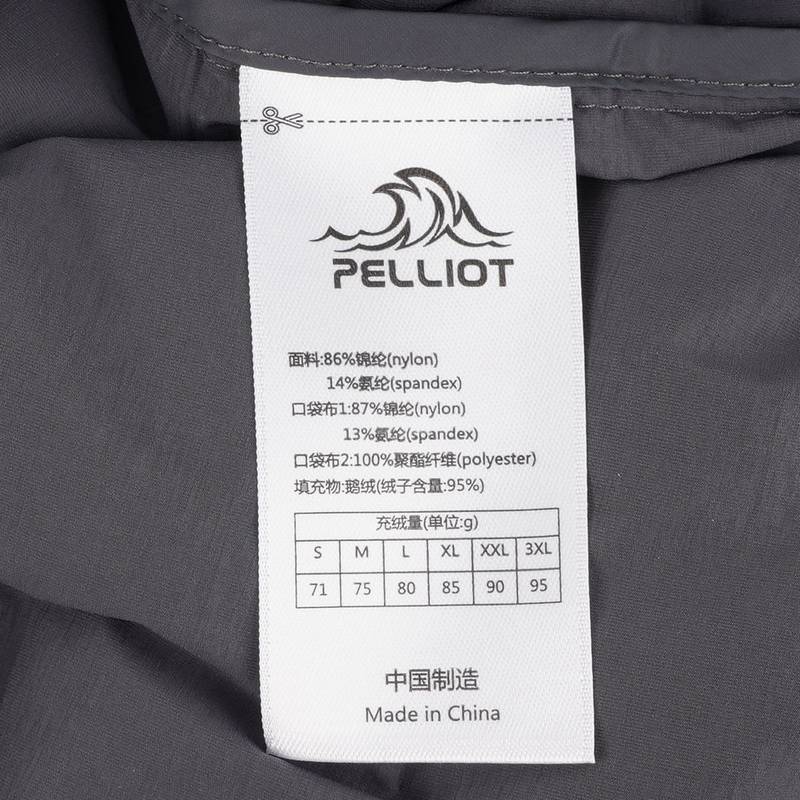 PELLIOT
面料:86%锦纶(nylon)
14%氨纶(spandex)
口袋布1:87%锦纶(nylon)
13%氨纶(spandex)
口袋布2:100%聚酯纤维(polyester)
填充物:鹅绒(绒子含量:95%)
充绒量(单位:g)
S M L XL XXL 3XL
71 75 80 85 90 95
中国制造
Made in China